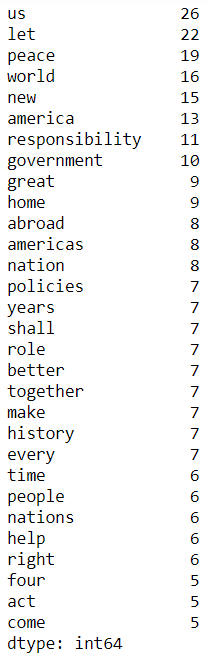 us 26
let 22
peace 19
world 16
new 15
america 13
responsibility 11
government 10
great 9
home 9
abroad 8
americas 8
nation 8
policies 7
years 7
shall 7
role 7
better 7
together 7
make 7
history 7
every 7
time 6
people 6
nations 6
help 6
right 6
four 5
act 5
come 5
dtype: int64